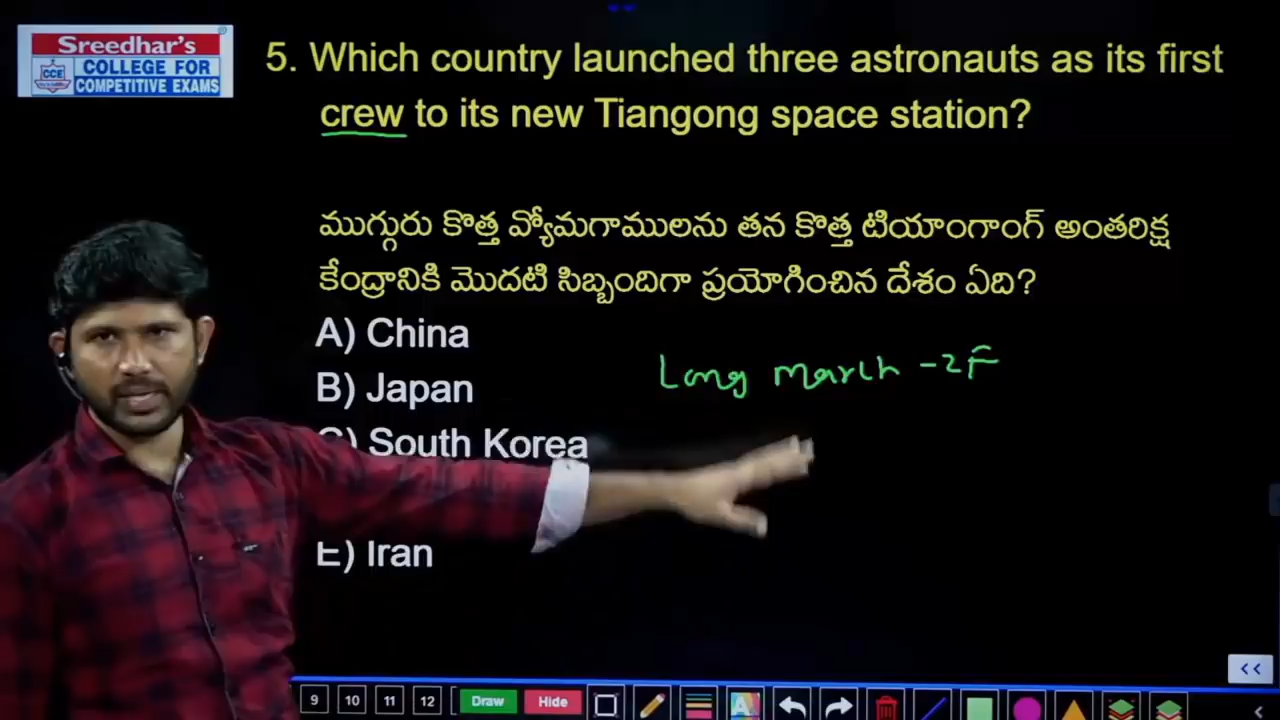 Sreedhar's
CCE
COLLEGE FOR
COMPETITIVE EXAMS
5. Which country launched three astronauts as its first
crew to its new Tiangong space station?
ముగ్గురు కొత్త వ్యోమగాములను తన కొత్త టియాంగాంగ్ అంతరిక్ష
కేంద్రానికి మొదటి సిబ్బందిగా ప్రయోగించిన దేశం ఏది?
A) China
Long March -2F
B) Japan
C) South Korea
E) Iran
<<
9 10 11 12 Draw Hide A
<